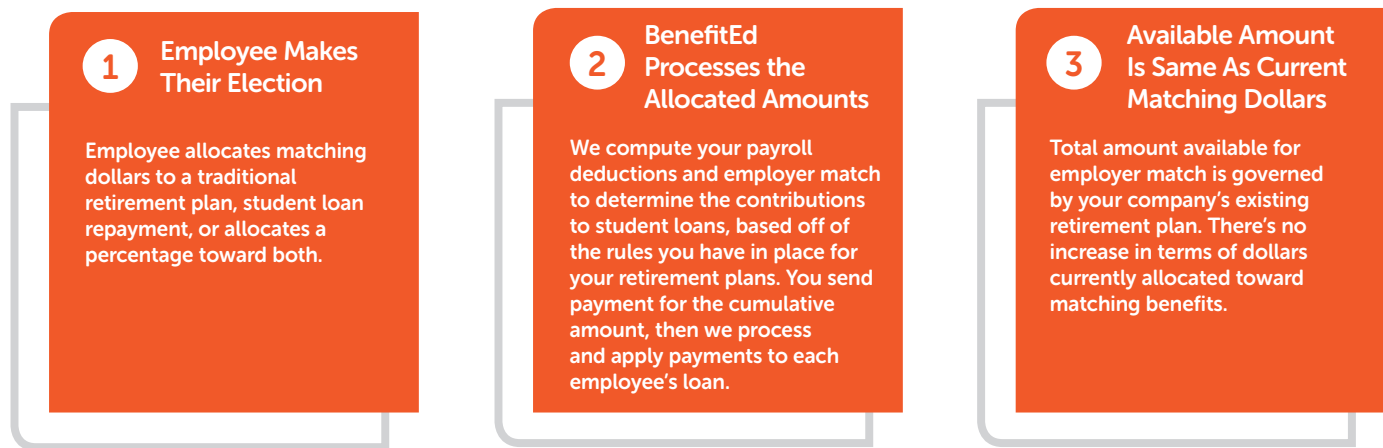 1
Employee Makes
Their Election
Employee allocates matching
dollars to a traditional
retirement plan, student loan
repayment, or allocates a
percentage toward both.
2
BenefitEd
Processes the
Allocated Amounts
We compute your payroll
deductions and employer match
to determine the contributions
to student loans, based off of
the rules you have in place for
your retirement plans. You send
payment for the cumulative
amount, then we process
and apply payments to each
employee’s loan.
3
Available Amount
Is Same As Current
Matching Dollars
Total amount available for
employer match is governed
by your company’s existing
retirement plan. There’s no
increase in terms of dollars
currently allocated toward
matching benefits.